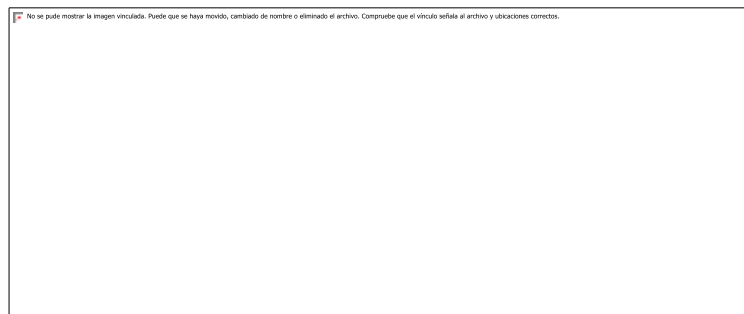 No se pude mostrar la imagen vinculada. Puede que se haya movido, cambiado de nombre o eliminado el archivo. Compruebe que el vínculo señala al archivo y ubicaciones correctos.